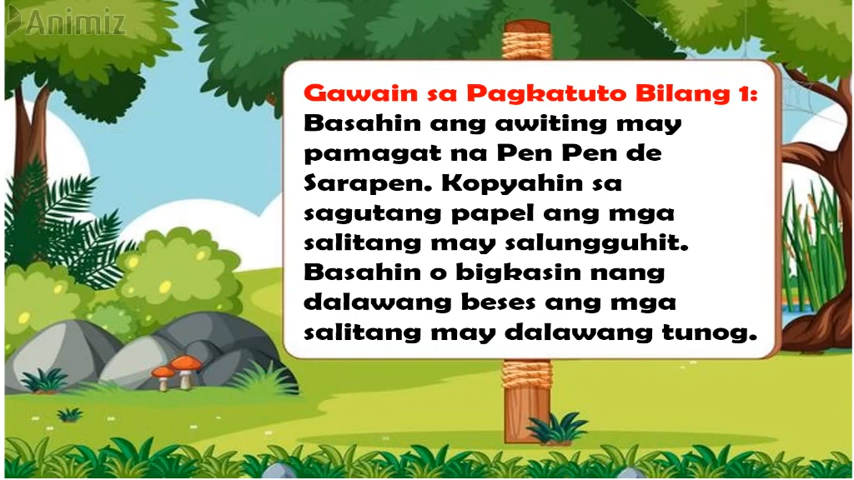 Animiz
Gawain sa Pagkatuto Bilang 1:
Basahin ang awiting may
pamagat na Pen Pen de
Sarapen. Kopyahin sa
sagutang papel ang mga
salitang may salungguhit.
Basahin o bigkasin nang
dalawang beses ang mga
salitang may dalawang tunog.